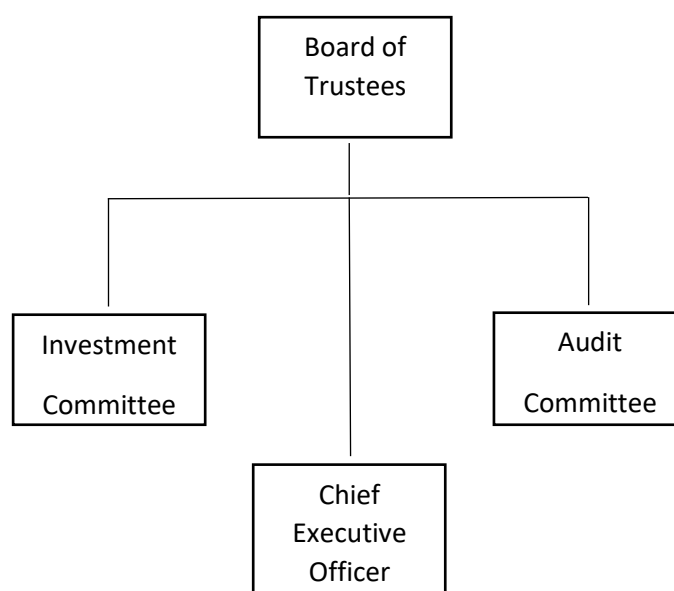 Board of
Trustees
Investment
Committee
Audit
Committee
Chief
Executive
Officer